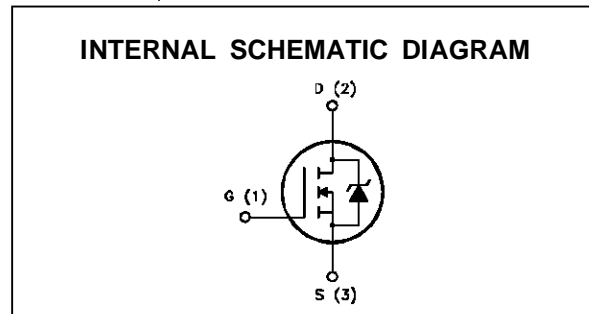 INTERNAL SCHEMATIC DIAGRAM
D (2)
G (1)
S (3)